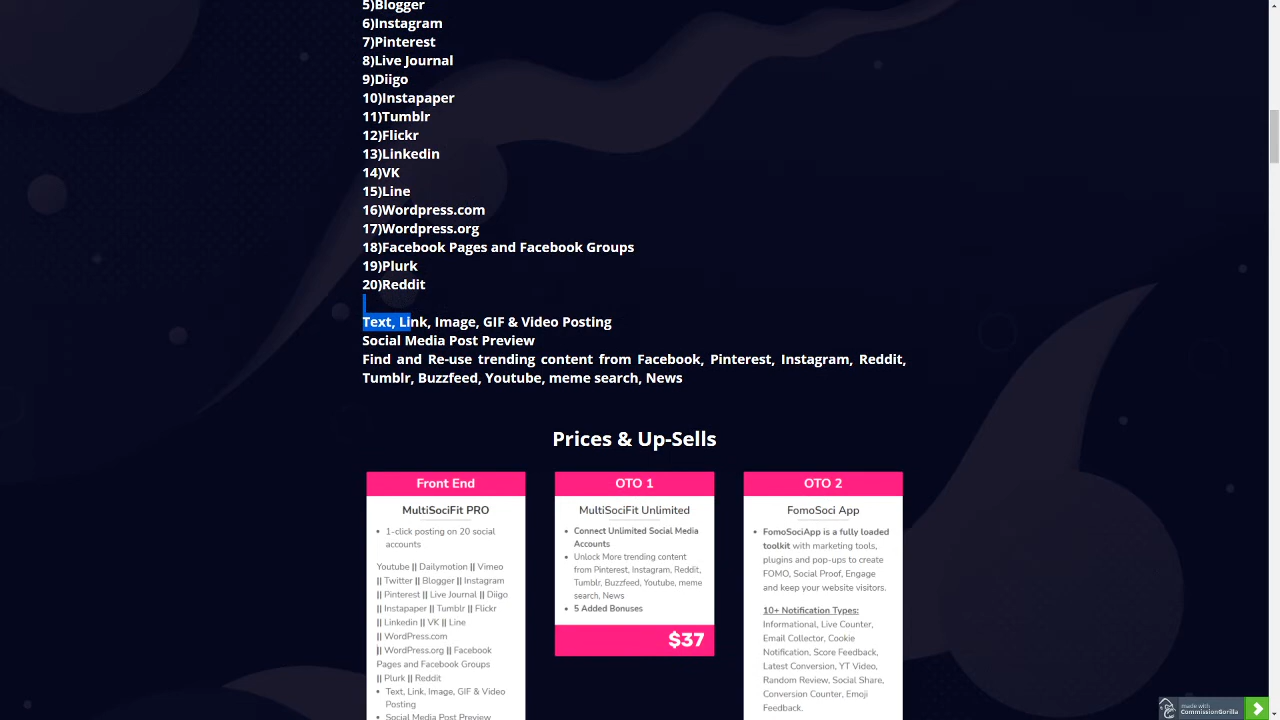 5)Blogger
6)Instagram
7)Pinterest
8)Live Journal
9)Diigo
10)Instapaper
11)Tumblr
12)Flickr
13)Linkedin
14)VK
15)Line
16)Wordpress.com
17)Wordpress.org
18)Facebook Pages and Facebook Groups
19)Plurk
20)Reddit
Text, Link, Image, GIF & Video Posting
Social Media Post Preview
Find and Re-use trending content from Facebook, Pinterest, Instagram, Reddit,
Tumblr, Buzzfeed, Youtube, meme search, News
Prices & Up-Sells
Front End
MultiSociFit PRO
• 1-click posting on 20 social
accounts
Youtube || Dailymotion || Vimeo
|| Twitter || Blogger || Instagram
|| Pinterest || Live Journal || Diigo
|| Instapaper || Tumblr || Flickr
|| Linkedin || VK || Line
|| WordPress.com
|| WordPress.org || Facebook
Pages and Facebook Groups
|| Plurk || Reddit
• Text, Link, Image, GIF & Video
Posting
• Social Media Post Preview
OTO 1
MultiSociFit Unlimited
• Connect Unlimited Social Media
Accounts
• Unlock More trending content
from Pinterest, Instagram, Reddit,
Tumblr, Buzzfeed, Youtube, meme
search, News
• 5 Added Bonuses
$37
OTO 2
FomoSoci App
• FomoSociApp is a fully loaded
toolkit with marketing tools,
plugins and pop-ups to create
FOMO, Social Proof, Engage
and keep your website visitors.
10+ Notification Types:
Informational, Live Counter,
Email Collector, Cookie
Notification, Score Feedback,
Latest Conversion, YT Video,
Random Review, Social Share,
Conversion Counter, Emoji
Feedback.
made with:
CommissionGorilla